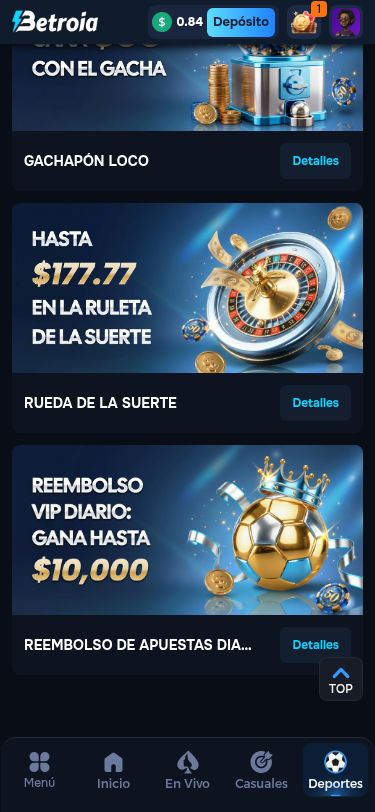 Betroia
$ 0.84 Depósito
1
CON EL GACHA
GACHAPÓN LOCO
Detalles
HASTA
$177.77
EN LA RULETA
DE LA SUERTE
RUEDA DE LA SUERTE
Detalles
REEMBOLSO
VIP DIARIO:
GANA HASTA
$10,000
50
REEMBOLSO DE APUESTAS DIA...
Detalles
TOP
Menú
Inicio
En Vivo
Casuales
Deportes